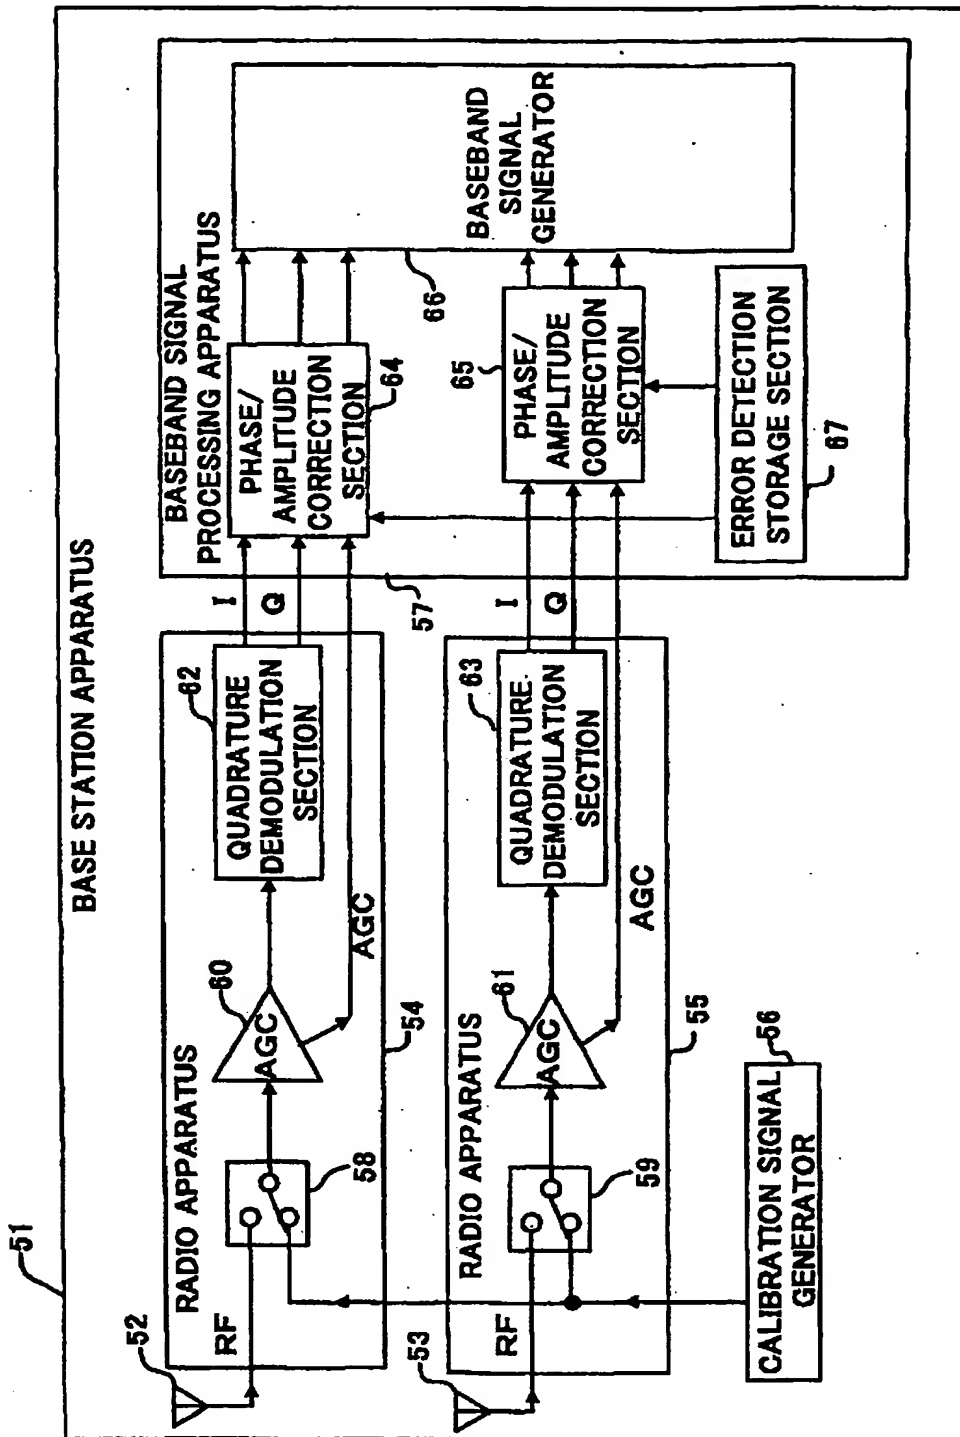 51
BASE STATION APPARATUS
52
RF
RADIO APPARATUS
58
60
AGC
AGC
54
62
QUADRATURE
DEMODULATION
SECTION
I
Q
57
BASEBAND SIGNAL
PROCESSING APPARATUS
PHASE/
AMPLITUDE
CORRECTION
SECTION
64
66
BASEBAND
SIGNAL
GENERATOR
53
RF
RADIO APPARATUS
59
61
AGC
AGC
55
63
QUADRATURE
DEMODULATION
SECTION
I
Q
65
PHASE/
AMPLITUDE
CORRECTION
SECTION
CALIBRATION SIGNAL
GENERATOR
56
ERROR DETECTION
STORAGE SECTION
67